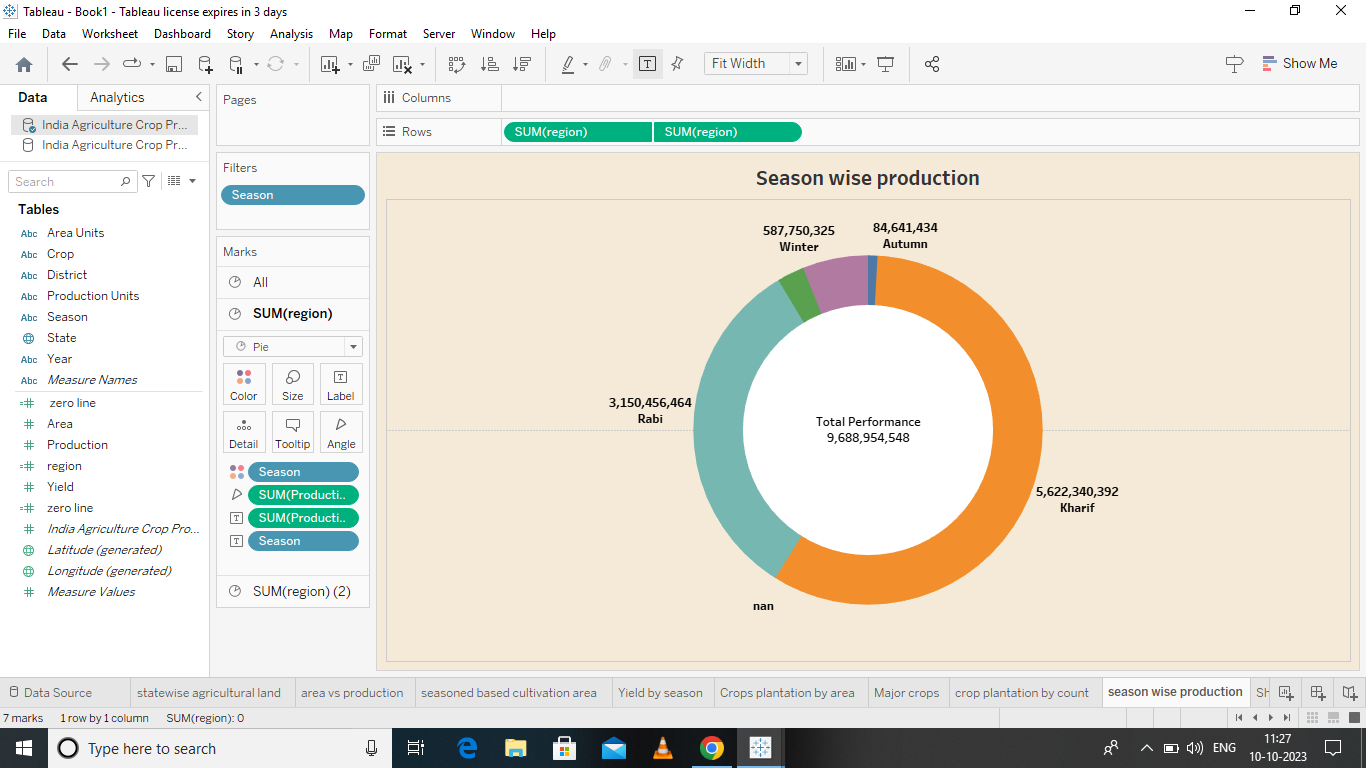 Tableau - Book1 - Tableau license expires in 3 days
File Data Worksheet Dashboard Story Analysis Map Format Server Window Help
Fit Width
Show Me
Data Analytics
India Agriculture Crop Pr...
India Agriculture Crop Pr...
Search
Tables
Abc Area Units
Abc Crop
Abc District
Abc Production Units
Abc Season
State
Abc Year
Abc Measure Names
zero line
Area
Production
region
Yield
zero line
India Agriculture Crop Pro...
Latitude (generated)
Longitude (generated)
Measure Values
Pages
Filters
Season
Marks
All
SUM(region)
Pie
Color Size Label
Detail Tooltip Angle
Season
SUM(Producti..
SUM(Producti..
Season
SUM(region) (2)
Columns
Rows SUM(region) SUM(region)
Season wise production
587,750,325
Winter
84,641,434
Autumn
3,150,456,464
Rabi
Total Performance
9,688,954,548
5,622,340,392
Kharif
nan
Data Source statewise agricultural land area vs production seasoned based cultivation area Yield by season Crops plantation by area Major crops crop plantation by count season wise production Sh
7 marks 1 row by 1 column SUM(region): 0
Type here to search
ENG
11:27
10-10-2023